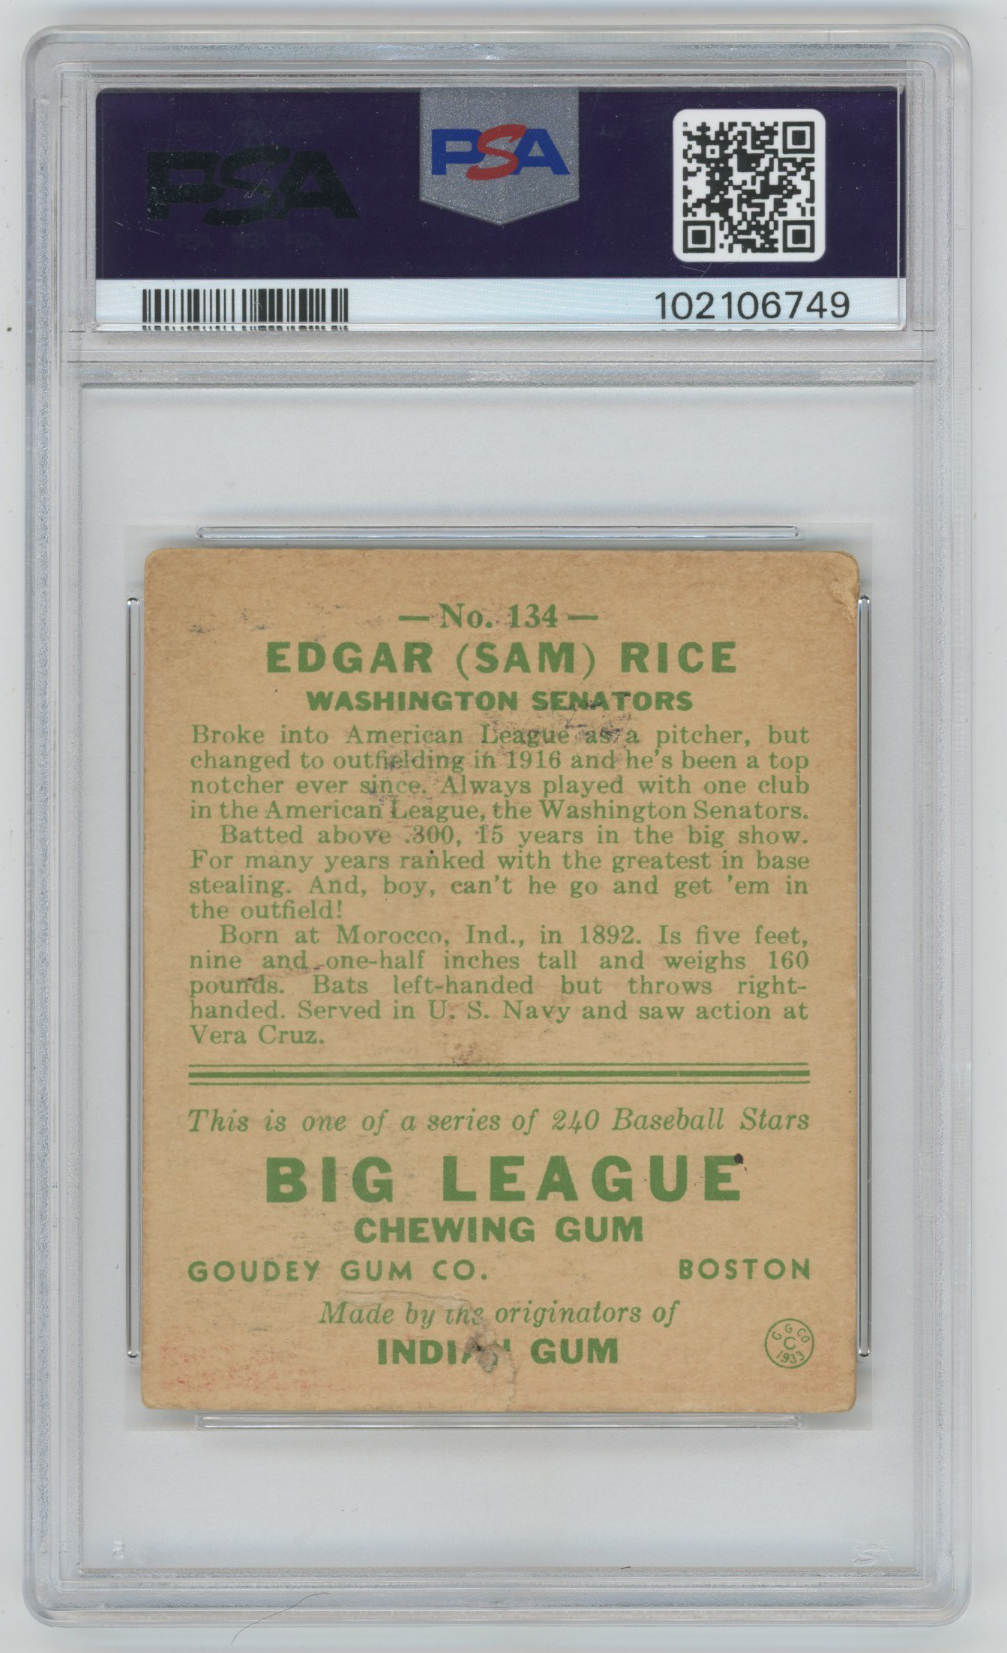 PSA
PSA
102106749
— No. 134 —
EDGAR (SAM) RICE
WASHINGTON SENATORS
Broke into American League as a pitcher, but
changed to outfielding in 1916 and he's been a top
notcher ever since. Always played with one club
in the American League, the Washington Senators.
Batted above .300, 15 years in the big show.
For many years ranked with the greatest in base
stealing. And, boy, can't he go and get 'em in
the outfield!
Born at Morocco, Ind., in 1892. Is five feet,
nine and one-half inches tall and weighs 160
pounds. Bats left-handed but throws right-
handed. Served in U. S. Navy and saw action at
Vera Cruz.
This is one of a series of 240 Baseball Stars
BIG LEAGUE
CHEWING GUM
GOUDEY GUM CO. BOSTON
Made by the originators of
INDIAN GUM
G G CO
C
1933